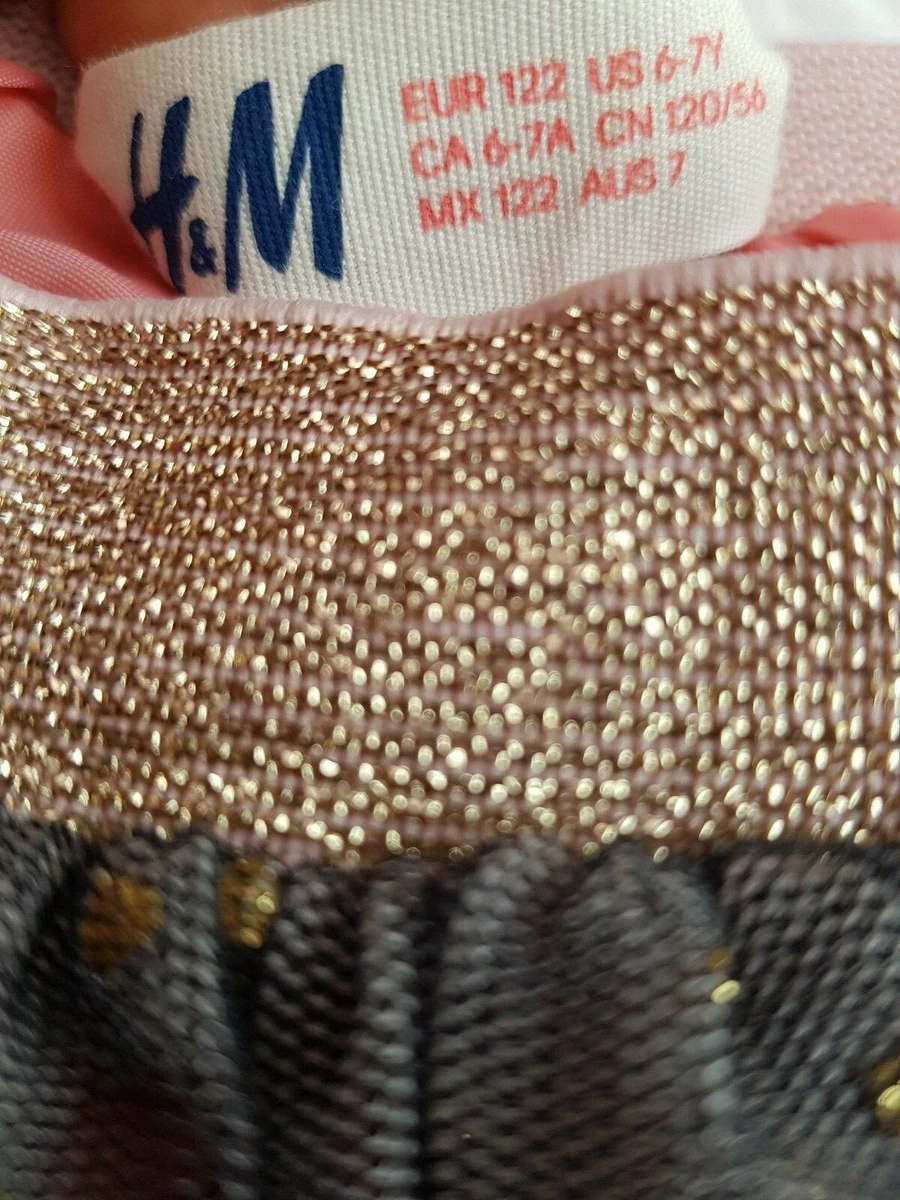 H&M
EUR 122 US 6-7Y
CA 6-7A CN 120/56
MX 122 AUS 7